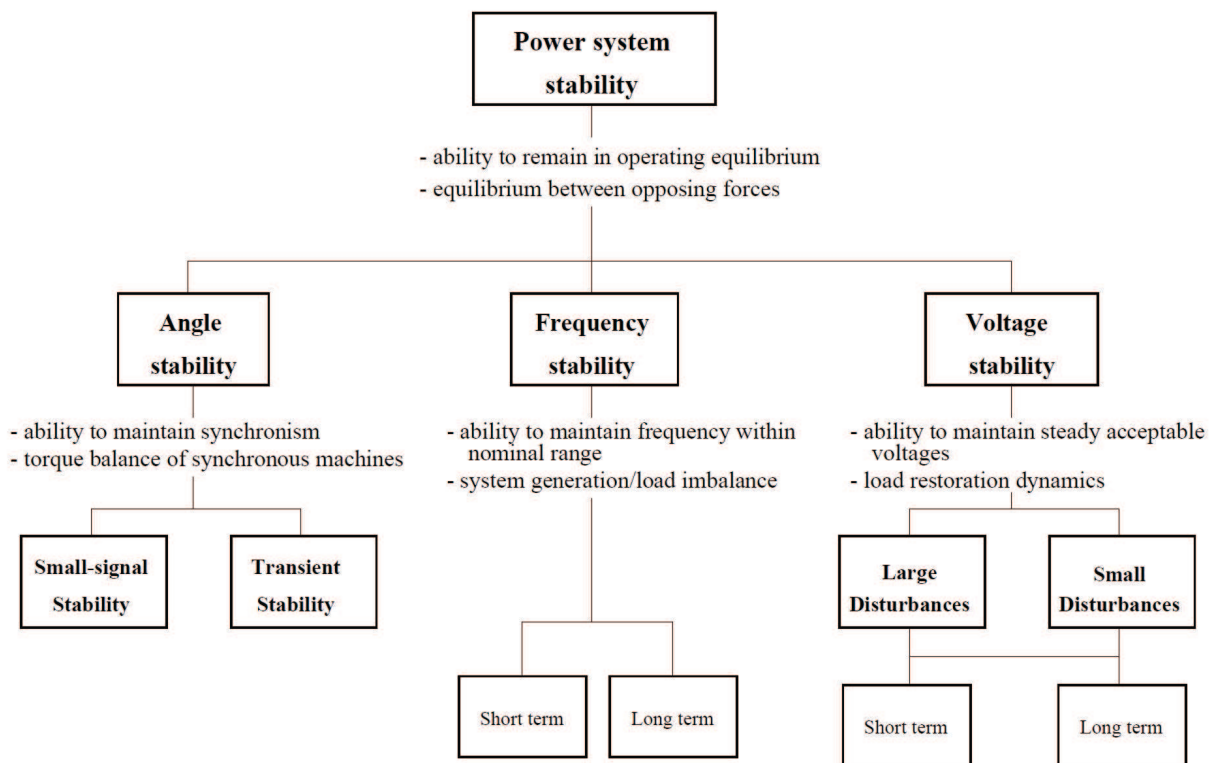 Power system
stability
- ability to remain in operating equilibrium
- equilibrium between opposing forces
Angle
stability
Frequency
stability
Voltage
stability
- ability to maintain synchronism
- torque balance of synchronous machines
- ability to maintain frequency within
nominal range
- system generation/load imbalance
- ability to maintain steady acceptable
voltages
- load restoration dynamics
Small-signal
Stability
Transient
Stability
Large
Disturbances
Small
Disturbances
Short term
Long term
Short term
Long term